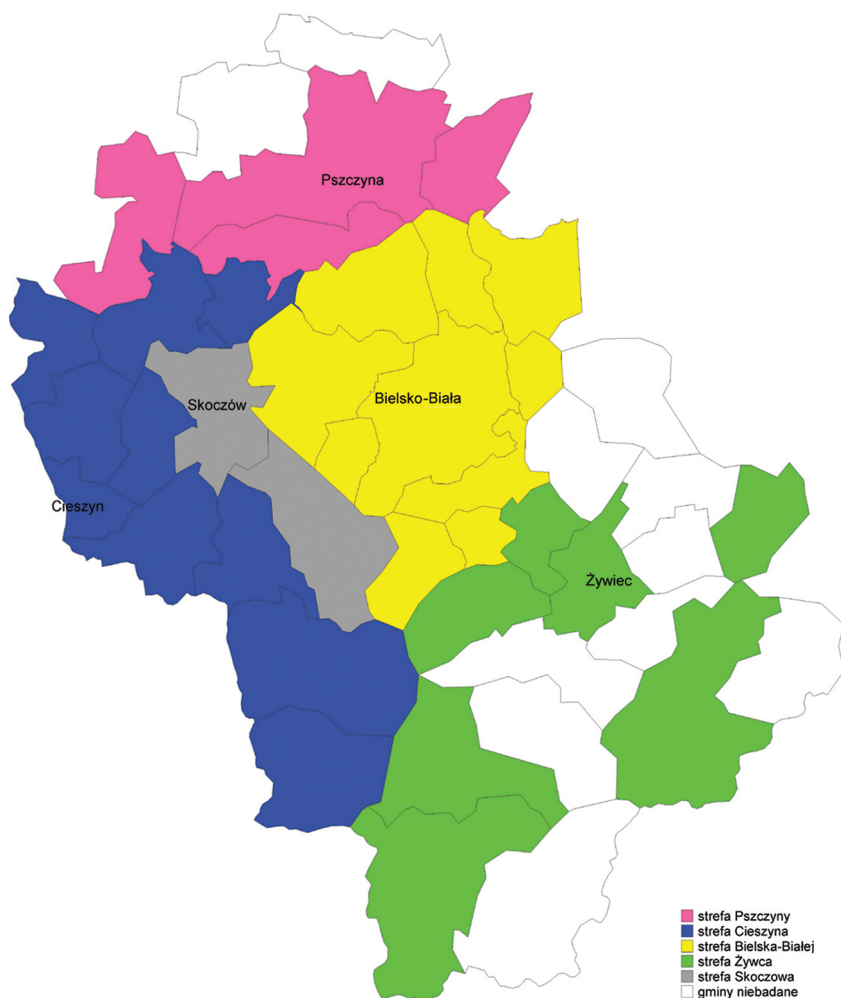 Pszczyna
Skoczów
Bielsko-Biała
Cieszyn
Żywiec
strefa Pszczyny
strefa Cieszyna
strefa Bielska-Białej
strefa Żywca
strefa Skoczowa
gminy niebadane